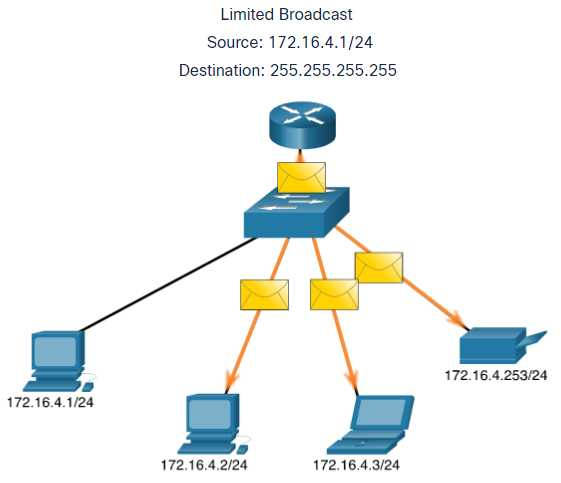 Limited Broadcast
Source: 172.16.4.1/24
Destination: 255.255.255.255
172.16.4.1/24
172.16.4.253/24
172.16.4.2/24
172.16.4.3/24